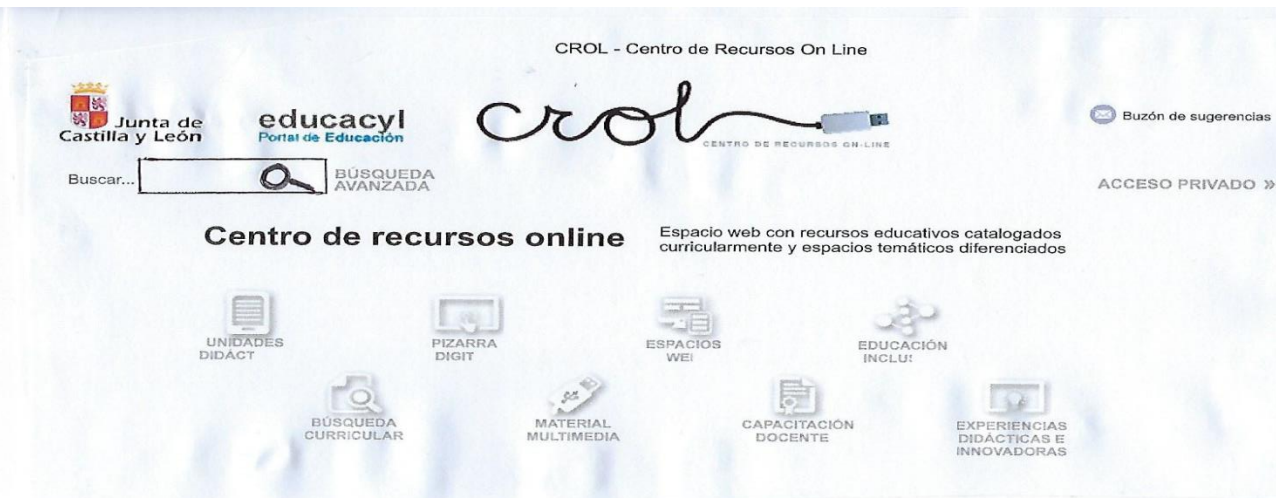 CROL - Centro de Recursos On Line
Junta de
Castilla y León
educacyl
Portal de Educación
crol
CENTRO DE RECURSOS ON-LINE
Buzón de sugerencias
Buscar...
BÚSQUEDA
AVANZADA
ACCESO PRIVADO »
Centro de recursos online
Espacio web con recursos educativos catalogados
curricularmente y espacios temáticos diferenciados
UNIDADES
DIDÁCT
PIZARRA
DIGIT
ESPACIOS
WEI
EDUCACIÓN
INCLU!
BÚSQUEDA
CURRICULAR
MATERIAL
MULTIMEDIA
CAPACITACIÓN
DOCENTE
EXPERIENCIAS
DIDÁCTICAS E
INNOVADORAS